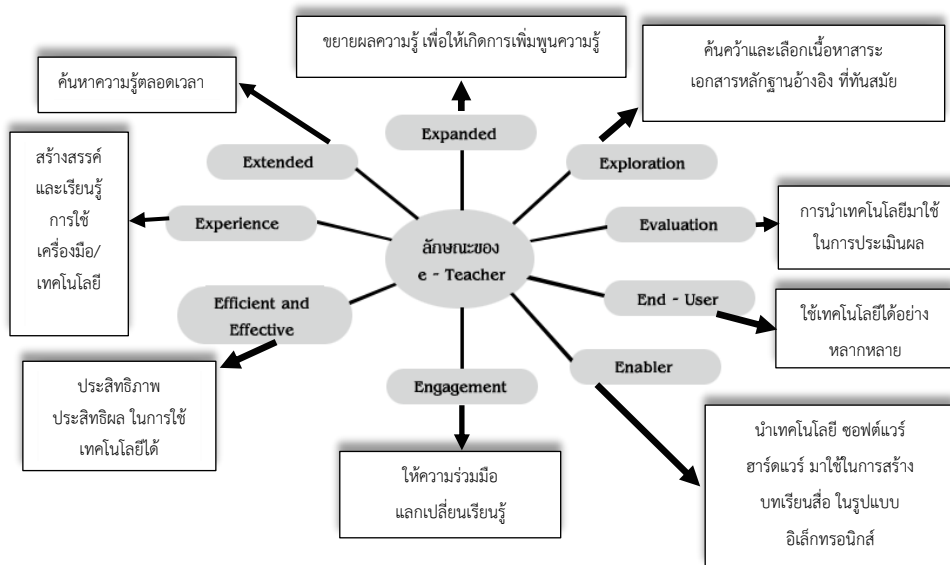 ขยายผลความรู้ เพื่อให้เกิดการเพิ่มพูนความรู้
ค้นคว้าและเลือกเนื้อหาสาระ
เอกสารหลักฐานอ้างอิง ที่ทันสมัย
ค้นหาความรู้ตลอดเวลา
Expanded
Extended
Exploration
สร้างสรรค์
และเรียนรู้
การใช้
เครื่องมือ/
เทคโนโลยี
Experience
ลักษณะของ
e - Teacher
Evaluation
การนำเทคโนโลยีมาใช้
ในการประเมินผล
Efficient and
Effective
End - User
ใช้เทคโนโลยีได้อย่าง
หลากหลาย
Engagement
Enabler
ประสิทธิภาพ
ประสิทธิผล ในการใช้
เทคโนโลยีได้
ให้ความร่วมมือ
แลกเปลี่ยนเรียนรู้
นำเทคโนโลยี ซอฟต์แวร์
ฮาร์ดแวร์ มาใช้ในการสร้าง
บทเรียนสื่อ ในรูปแบบ
อิเล็กทรอนิกส์